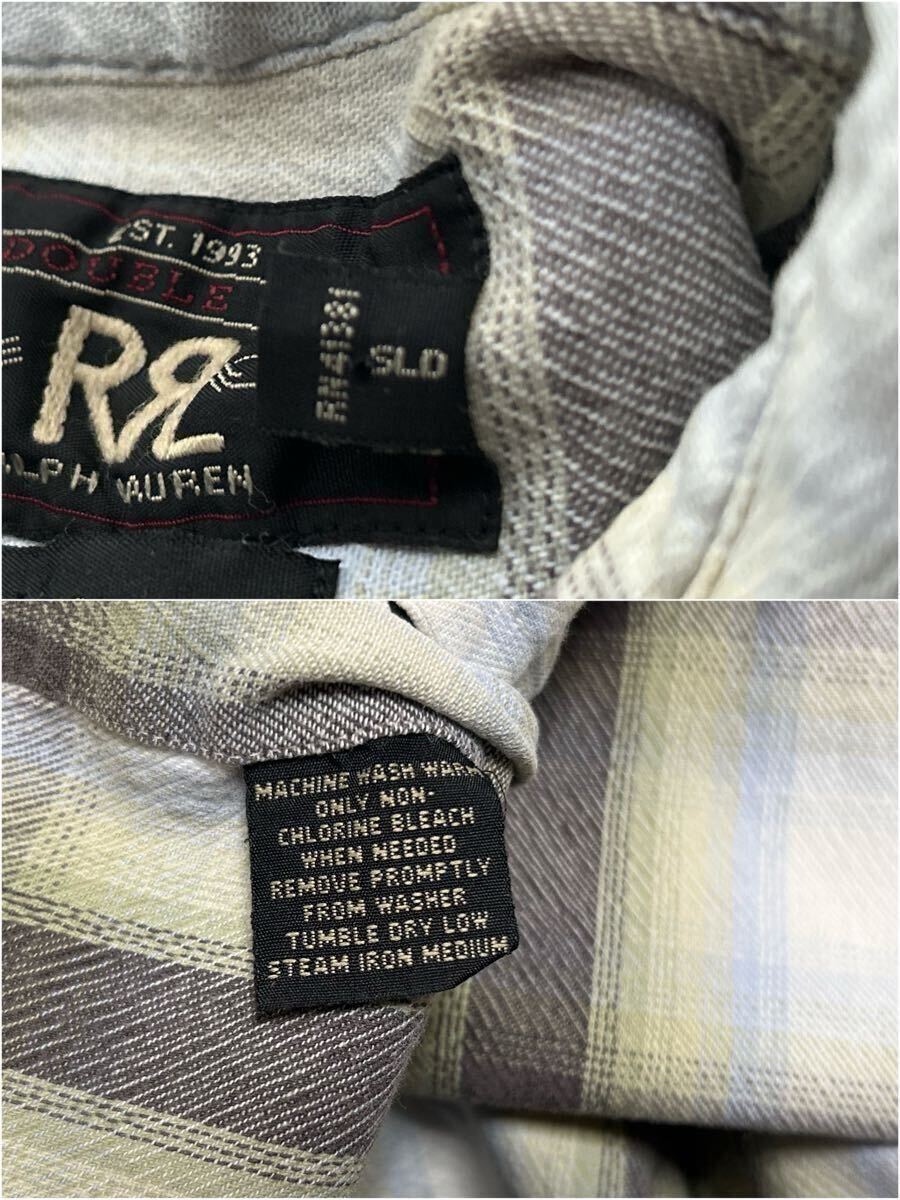 EST. 1993
DOUBLE
RRL
RALPH LAUREN
RN41381
SLD
MACHINE WASH WARM
ONLY NON-
CHLORINE BLEACH
WHEN NEEDED
REMOVE PROMPTLY
FROM WASHER
TUMBLE DRY LOW
STEAM IRON MEDIUM